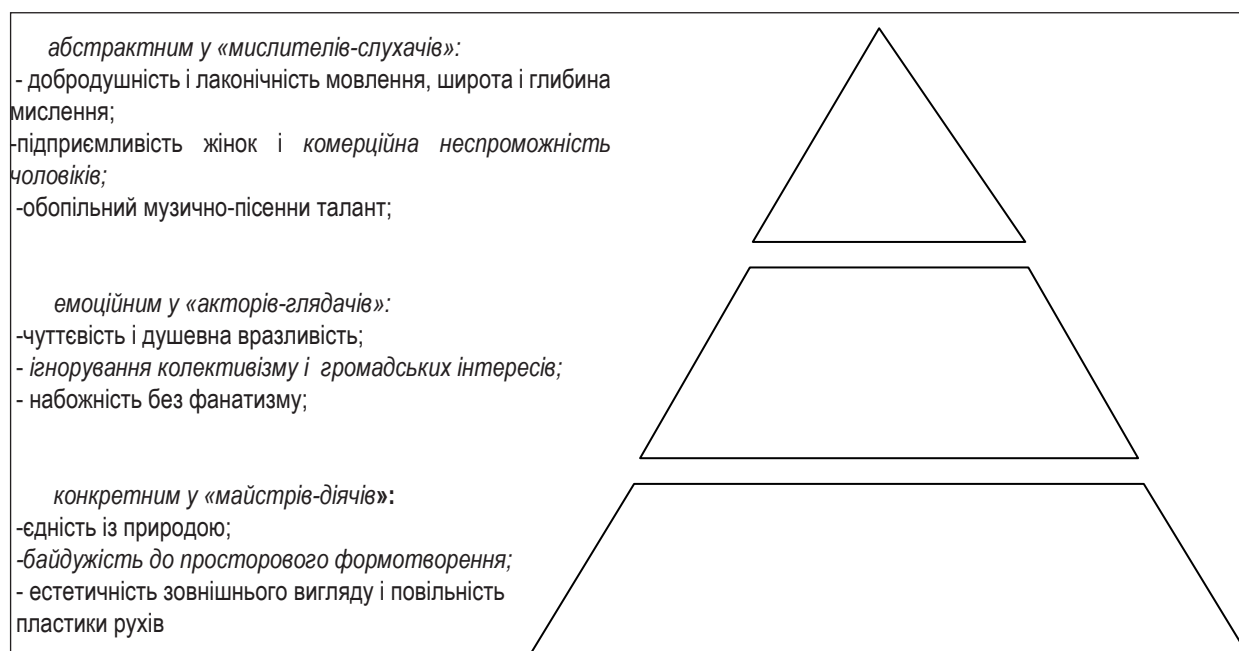 абстрактним у «мислителів-слухачів»:
- добродушність і лаконічність мовлення, широта і глибина
мислення;
-підприємливість жінок і комерційна неспроможність
чоловіків;
-обопільний музично-пісенни талант;
емоційним у «акторів-глядачів»:
-чуттєвість і душевна вразливість;
- ігнорування колективізму і громадських інтересів;
- набожність без фанатизму;
конкретним у «майстрів-діячів»:
-єдність із природою;
-байдужість до просторового формотворення;
- естетичність зовнішнього вигляду і повільність
пластики рухів